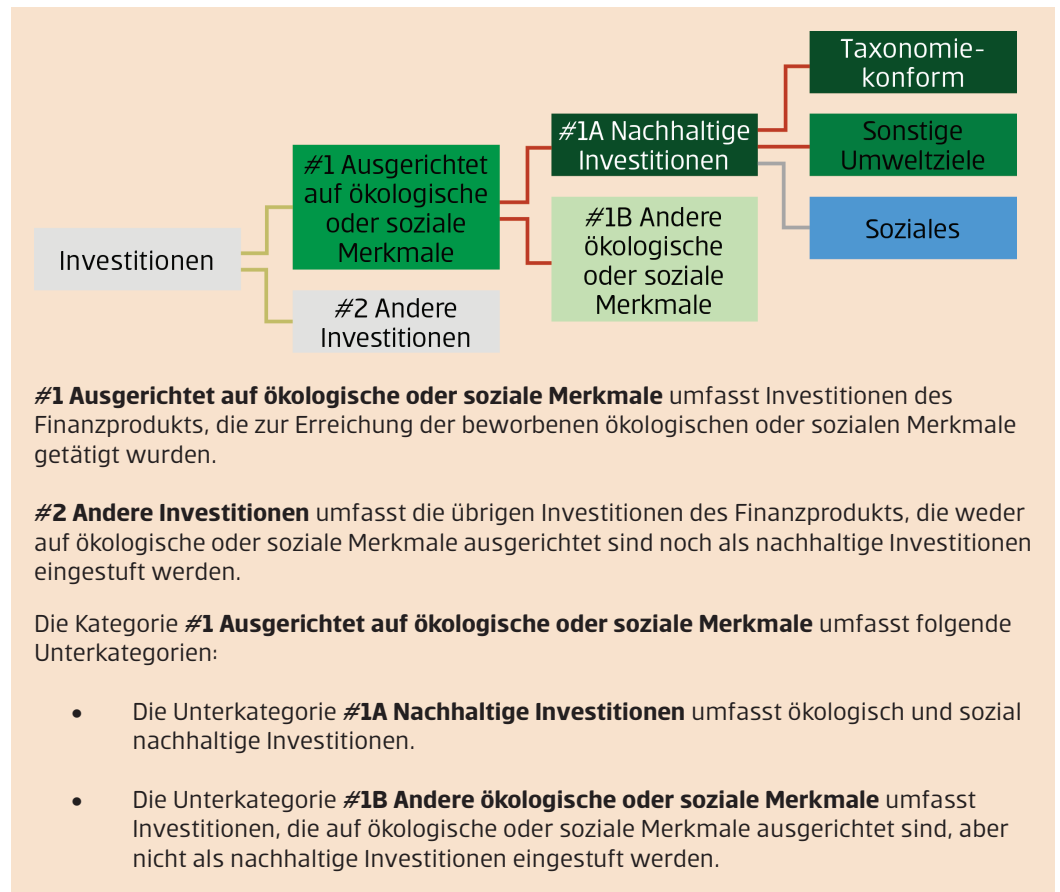 Taxonomie-
konform
#1A Nachhaltige
Investitionen
Sonstige
Umweltziele
#1 Ausgerichtet
auf ökologische
oder soziale
Merkmale
#1B Andere
ökologische
oder soziale
Merkmale
Soziales
Investitionen
#2 Andere
Investitionen
#1 Ausgerichtet auf ökologische oder soziale Merkmale umfasst Investitionen des
Finanzprodukts, die zur Erreichung der beworbenen ökologischen oder sozialen Merkmale
getätigt wurden.
#2 Andere Investitionen umfasst die übrigen Investitionen des Finanzprodukts, die weder
auf ökologische oder soziale Merkmale ausgerichtet sind noch als nachhaltige Investitionen
eingestuft werden.
Die Kategorie #1 Ausgerichtet auf ökologische oder soziale Merkmale umfasst folgende
Unterkategorien:
• Die Unterkategorie #1A Nachhaltige Investitionen umfasst ökologisch und sozial
nachhaltige Investitionen.
• Die Unterkategorie #1B Andere ökologische oder soziale Merkmale umfasst
Investitionen, die auf ökologische oder soziale Merkmale ausgerichtet sind, aber
nicht als nachhaltige Investitionen eingestuft werden.